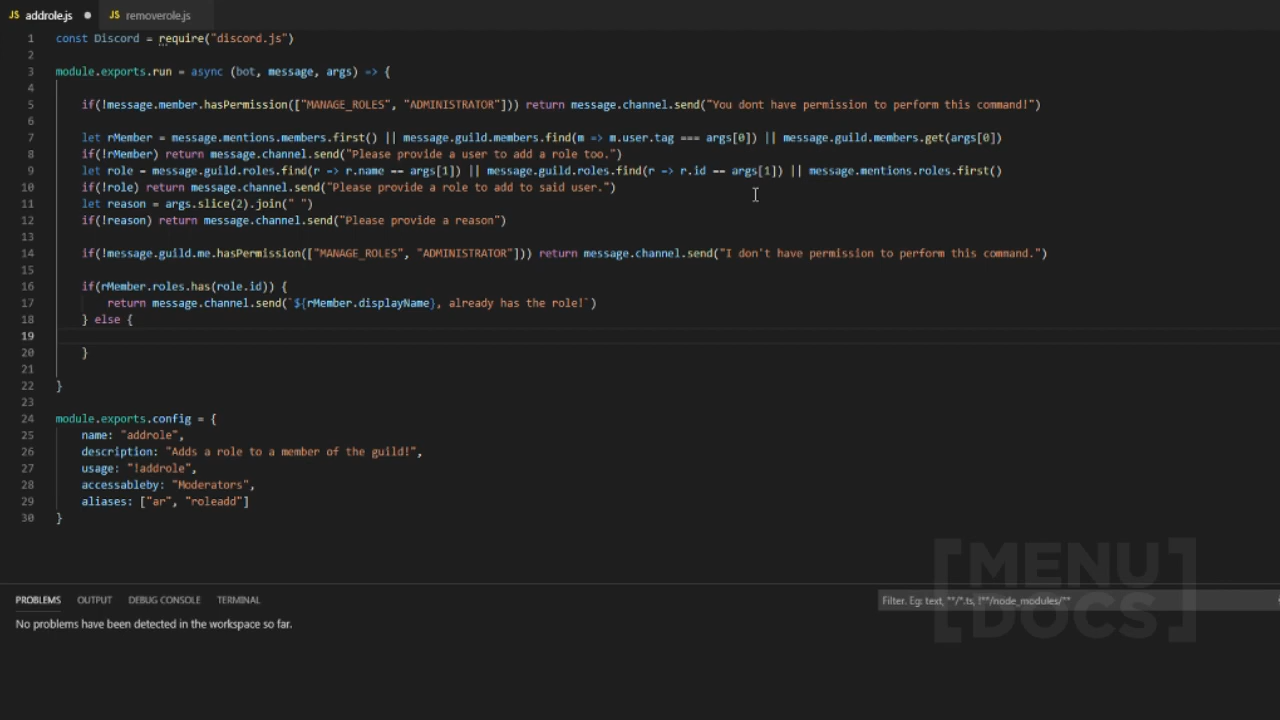 addrole.js
removerole.js
1 const Discord = require("discord.js")
2
3 module.exports.run = async (bot, message, args) => {
4
5 if(!message.member.hasPermission(["MANAGE_ROLES", "ADMINISTRATOR"])) return message.channel.send("You dont have permission to perform this command!")
6
7 let rMember = message.mentions.members.first() || message.guild.members.find(m => m.user.tag === args[0]) || message.guild.members.get(args[0])
8 if(!rMember) return message.channel.send("Please provide a user to add a role too.")
9 let role = message.guild.roles.find(r => r.name == args[1]) || message.guild.roles.find(r => r.id == args[1]) || message.mentions.roles.first()
10 if(!role) return message.channel.send("Please provide a role to add to said user.")
11 let reason = args.slice(2).join(" ")
12 if(!reason) return message.channel.send("Please provide a reason")
13
14 if(!message.guild.me.hasPermission(["MANAGE_ROLES", "ADMINISTRATOR"])) return message.channel.send("I don't have permission to perform this command.")
15
16 if(rMember.roles.has(role.id)) {
17 return message.channel.send(`${rMember.displayName}, already has the role!`)
18 } else {
19
20 }
21
22 }
23
24 module.exports.config = {
25 name: "addrole",
26 description: "Adds a role to a member of the guild!",
27 usage: "!addrole",
28 accessableby: "Moderators",
29 aliases: ["ar", "roleadd"]
30 }
PROBLEMS OUTPUT DEBUG CONSOLE TERMINAL
Filter. Eg: text, **/*.ts, !**/node_modules/**
No problems have been detected in the workspace so far.
[MENU
DOCS]